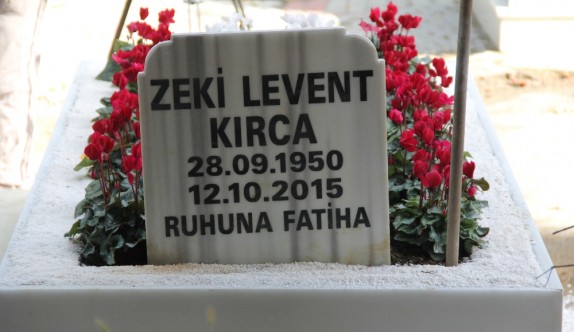 ZEKİ LEVENT
KIRCA
28.09.1950
12.10.2015
RUHUNA FATİHA